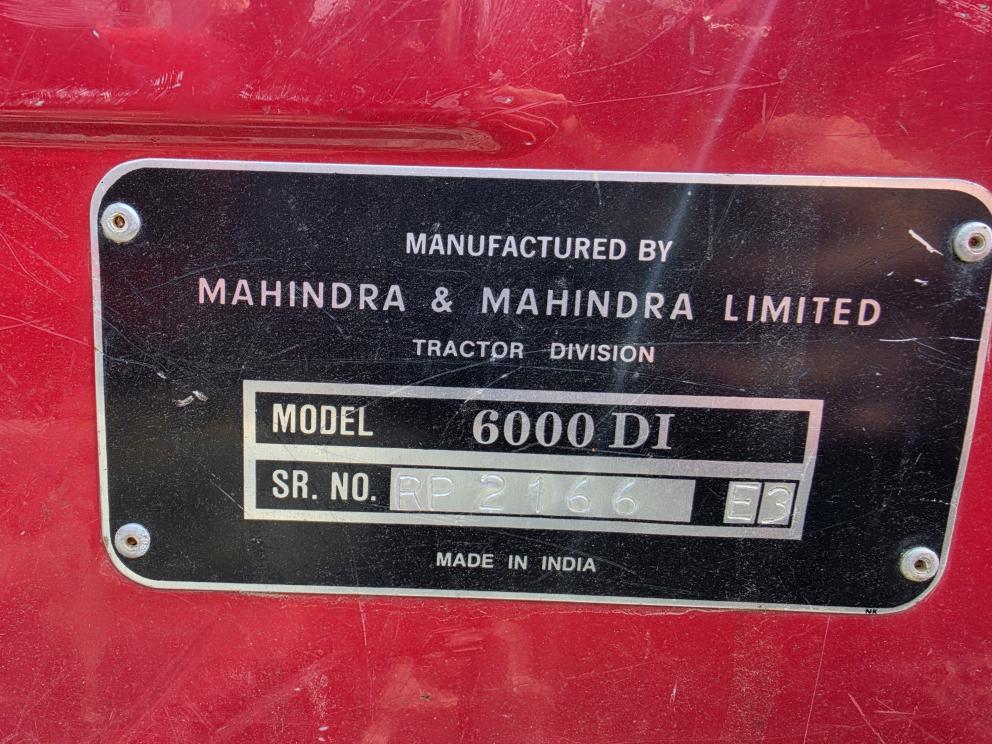 MANUFACTURED BY
MAHINDRA & MAHINDRA LIMITED
TRACTOR DIVISION
MODEL 6000 DI
SR. NO. RP 2166 E3
MADE IN INDIA